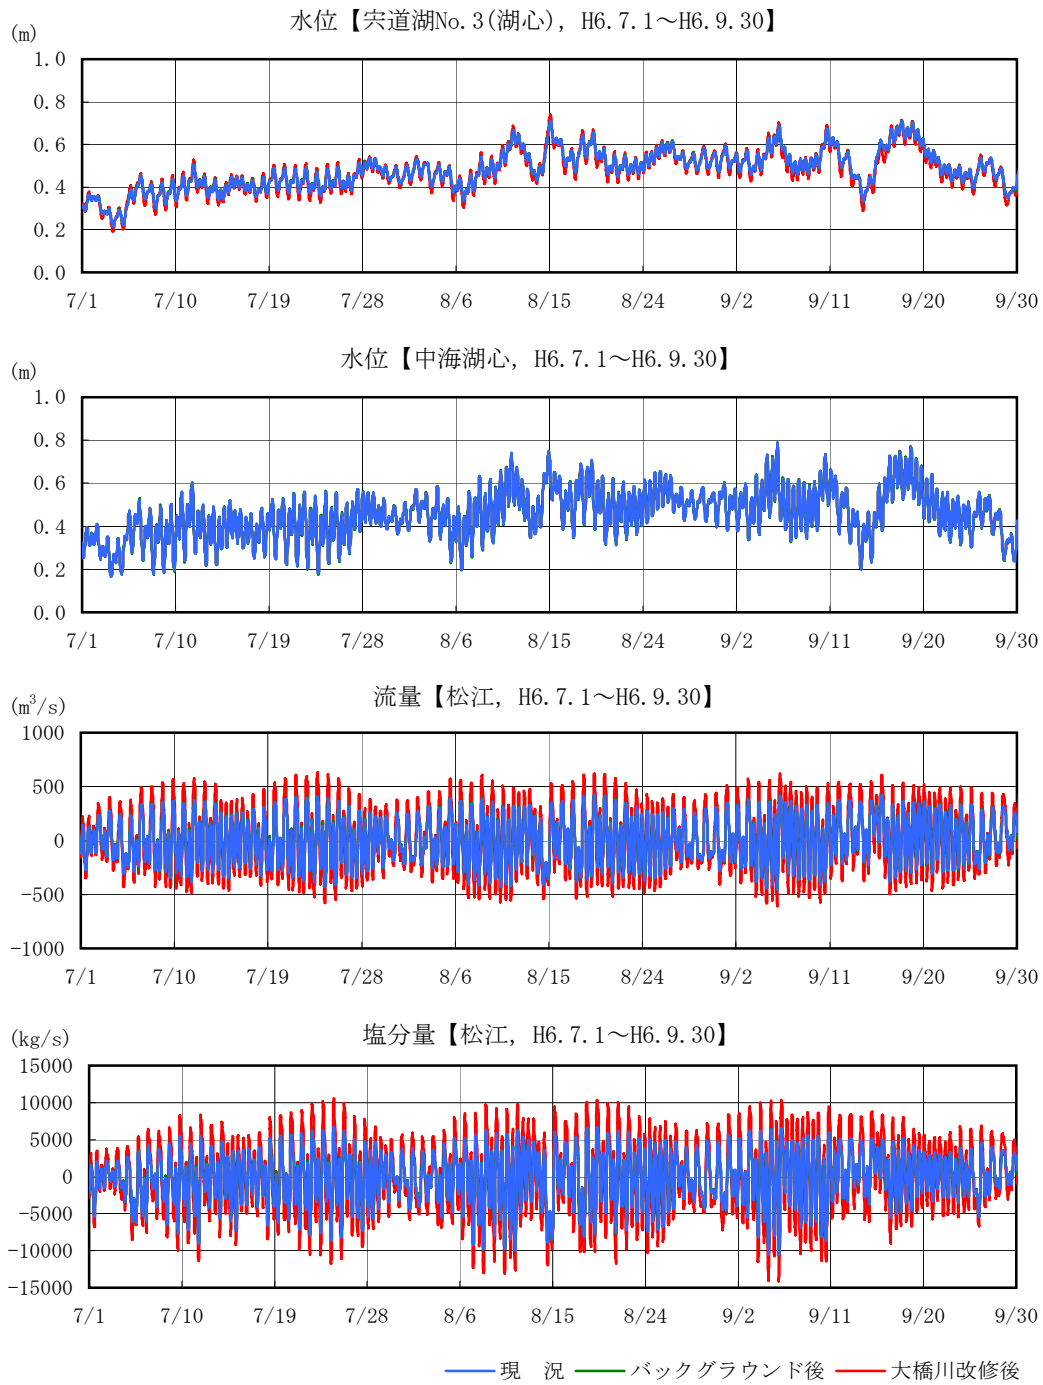 水位【宍道湖No.3(湖心), H6.7.1～H6.9.30】
(m)
1.0
0.8
0.6
0.4
0.2
0.0
7/1 7/10 7/19 7/28 8/6 8/15 8/24 9/2 9/11 9/20 9/30
水位【中海湖心, H6.7.1～H6.9.30】
(m)
1.0
0.8
0.6
0.4
0.2
0.0
7/1 7/10 7/19 7/28 8/6 8/15 8/24 9/2 9/11 9/20 9/30
流量【松江, H6.7.1～H6.9.30】
(m³/s)
1000
500
0
-500
-1000
7/1 7/10 7/19 7/28 8/6 8/15 8/24 9/2 9/11 9/20 9/30
塩分量【松江, H6.7.1～H6.9.30】
(kg/s)
15000
10000
5000
0
-5000
-10000
-15000
7/1 7/10 7/19 7/28 8/6 8/15 8/24 9/2 9/11 9/20 9/30
現　況 バックグラウンド後 大橋川改修後